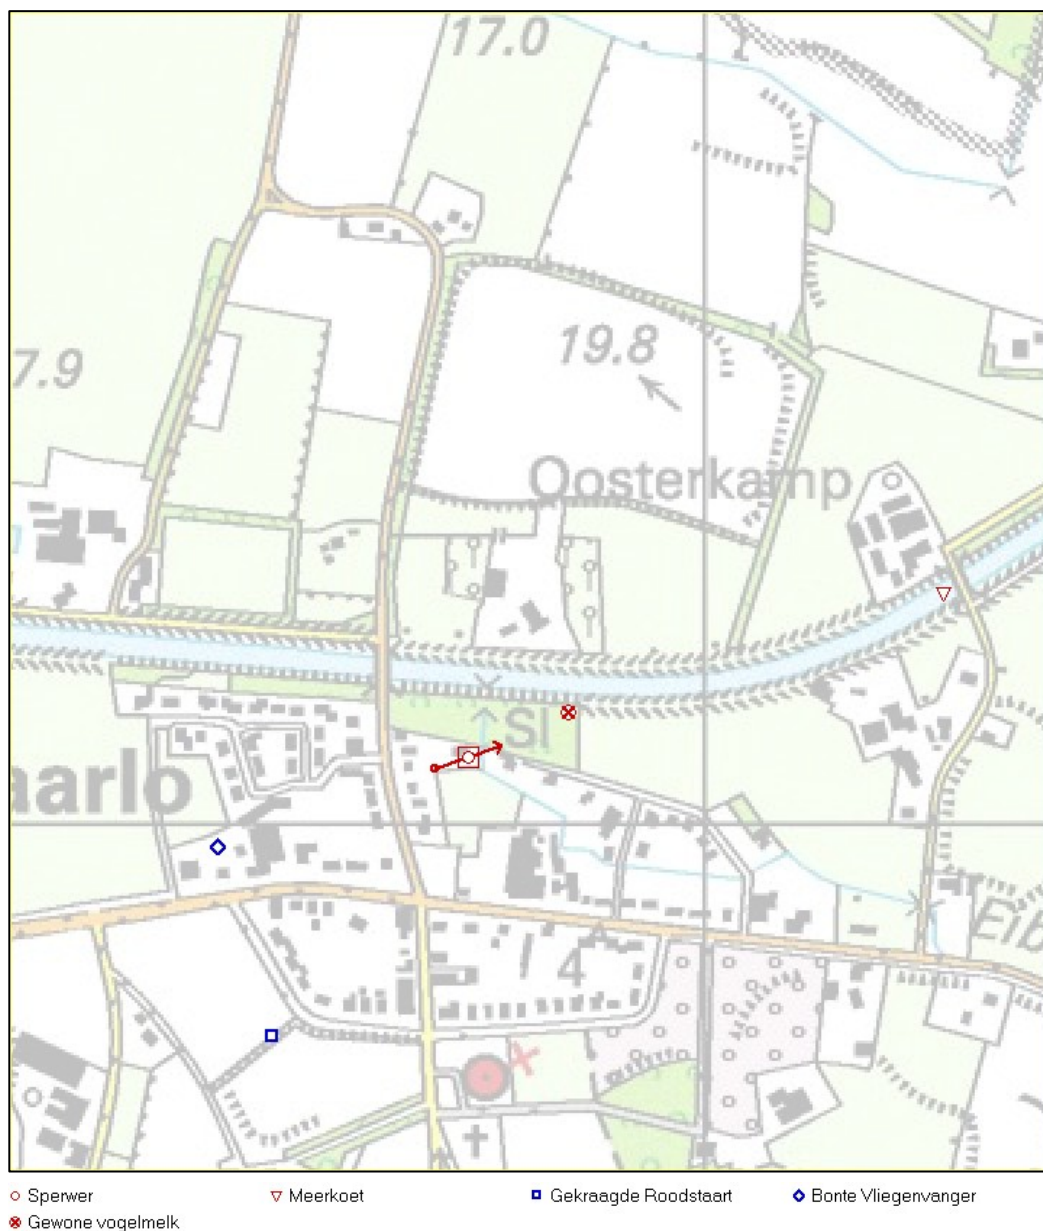 17.0
19.8
7.9
Oosterkamp
Sl
aarlo
Eib
4
Sperwer
Meerkoet
Gekraagde Roodstaart
Bonte Vliegenvanger
Gewone vogelmelk